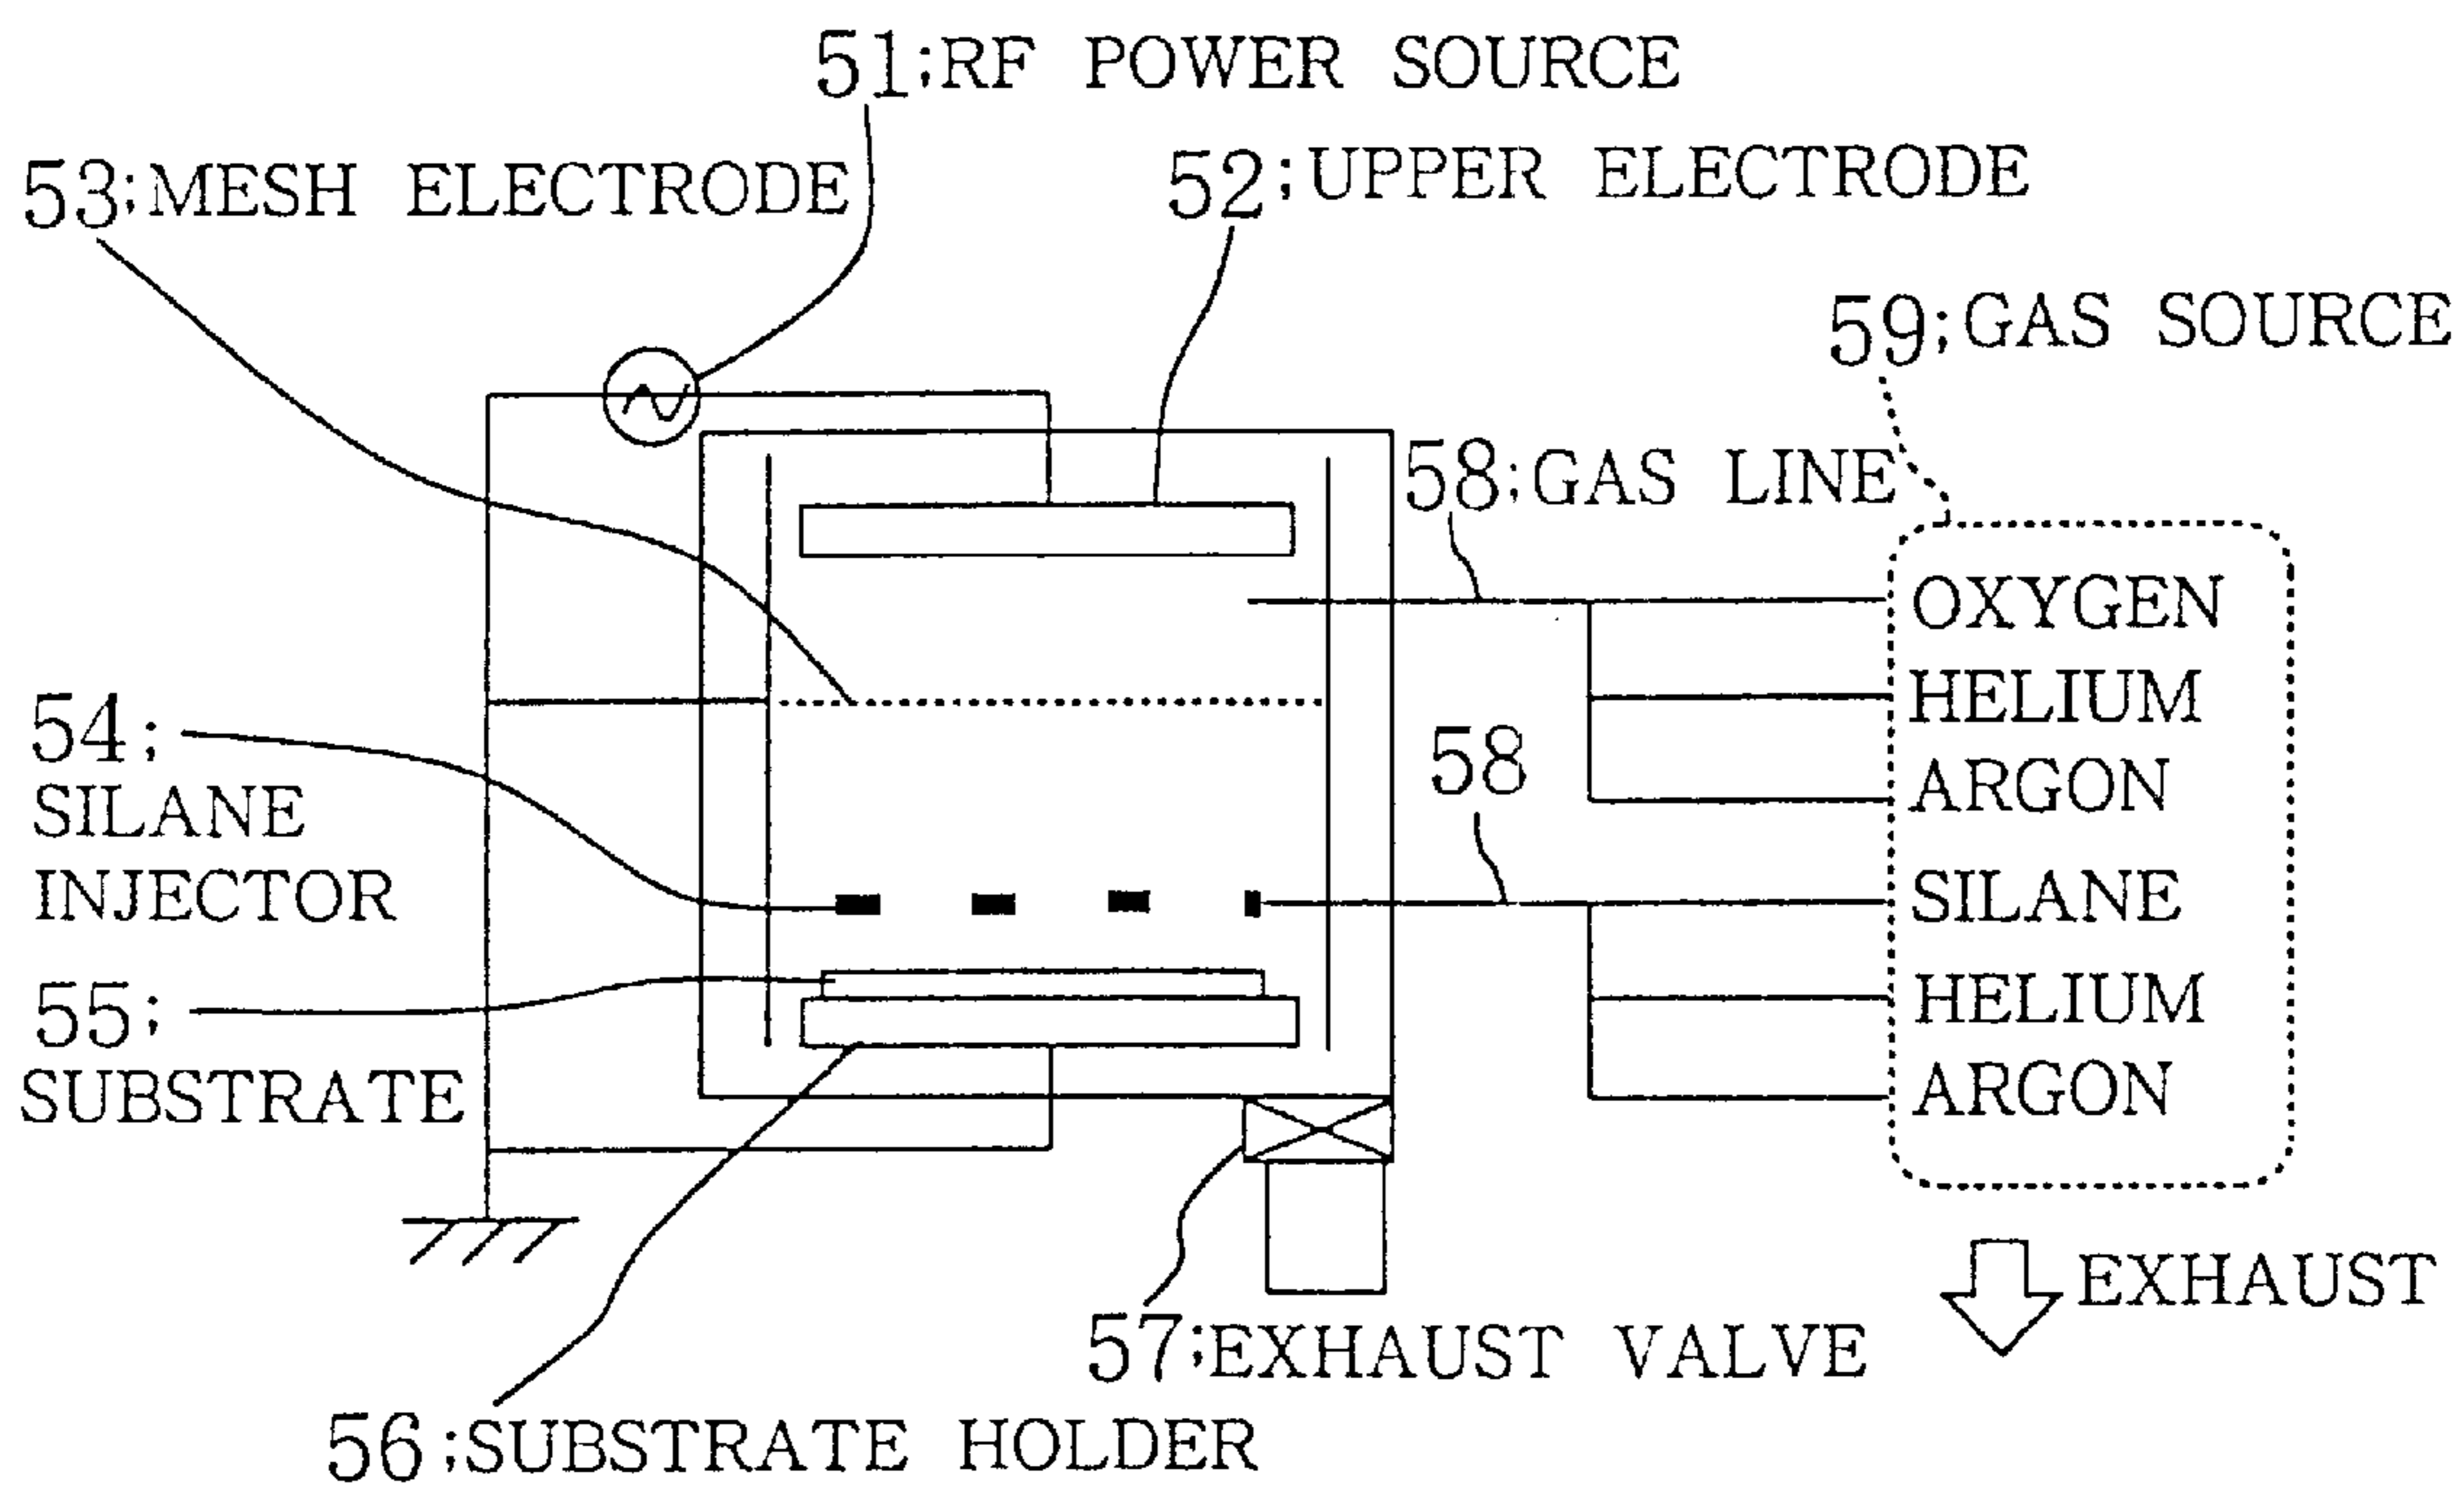 51;RF POWER SOURCE
53;MESH ELECTRODE
52;UPPER ELECTRODE
59;GAS SOURCE
58;GAS LINE
OXYGEN
HELIUM
ARGON
54;
SILANE
INJECTOR
58
SILANE
HELIUM
ARGON
55;
SUBSTRATE
EXHAUST
57;EXHAUST VALVE
56;SUBSTRATE HOLDER